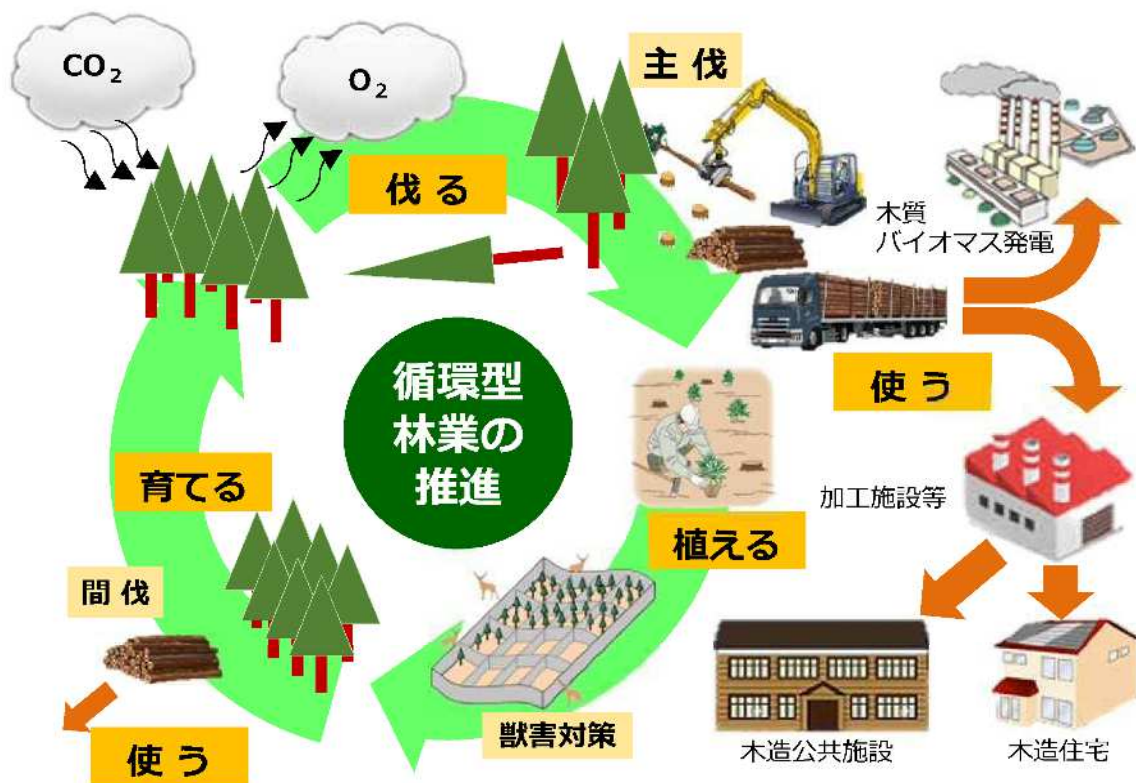 CO₂
O₂
主伐
伐る
木質
バイオマス発電
使う
循環型
林業の
推進
育てる
加工施設等
植える
間伐
獣害対策
使う
木造公共施設
木造住宅